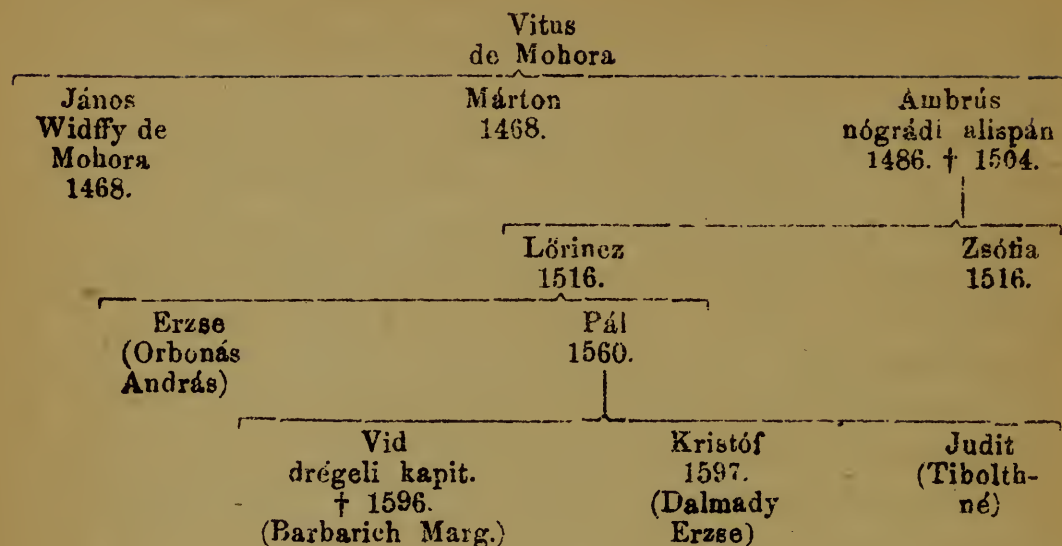 Vitus
de Mohora
János
Widffy de
Mohora
1468.
Márton
1468.
Ambrús
nógrádi alispán
1486. † 1504.
Lőrincz
1516.
Zsófia
1516.
Erzse
(Orbonás
András)
Pál
1560.
Vid
drégeli kapit.
† 1596.
(Barbarich Marg.)
Kristóf
1597.
(Dalmady
Erzse)
Judit
(Tibolth-
né)